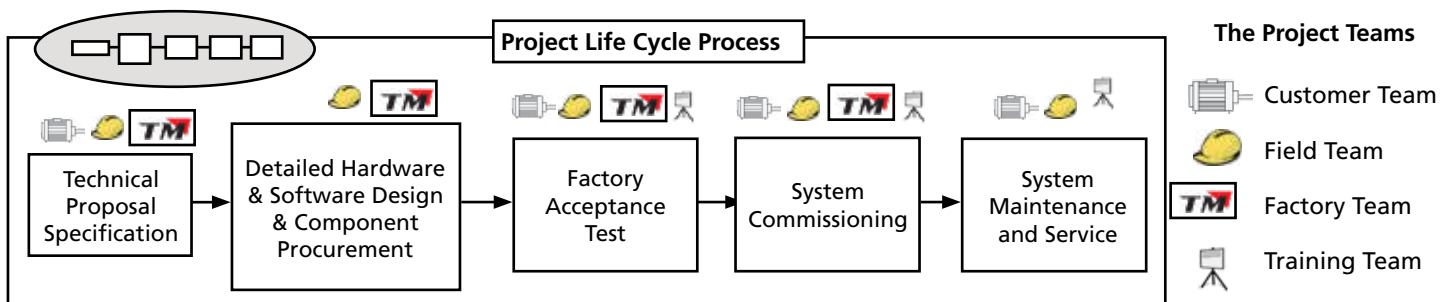 Project Life Cycle Process
The Project Teams
Customer Team
Field Team
TM
Factory Team
Training Team
TM
Technical
Proposal
Specification
TM
Detailed Hardware
& Software Design
& Component
Procurement
TM
Factory
Acceptance
Test
TM
System
Commissioning
System
Maintenance
and Service